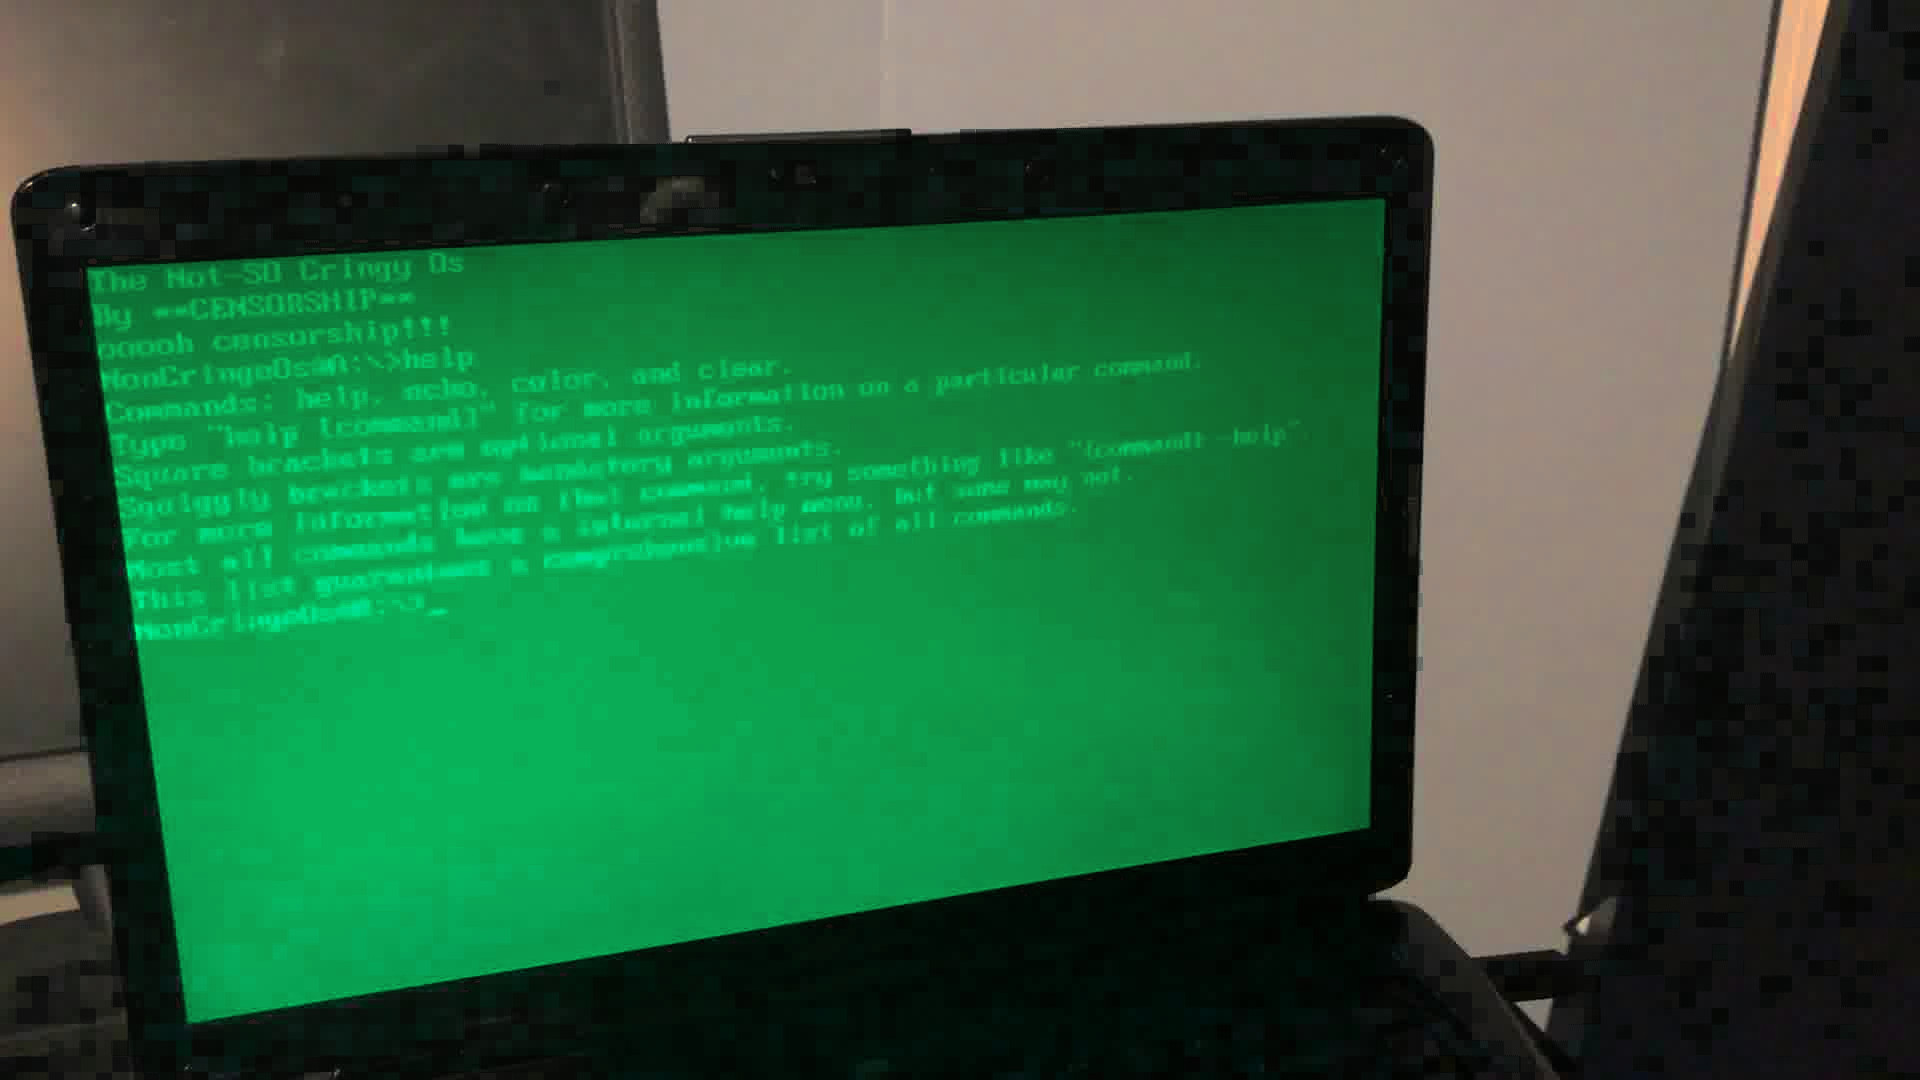 The Not-SO Cringy Os
By **CENSORSHIP**
ooooh censorship!!!
NonCringeOs@A:\>help
Commands: help, echo, color, and clear.
Type "help [command]" for more information on a particular command.
Square brackets are optional arguments.
Sqiggly brackets are mandatory arguments.
For more information on that command, try something like "{command} -help".
Most all commands have a internal help menu, but some may not.
This list guaranteed a comprehensive list of all commands.
NonCringeOs@A:\>_